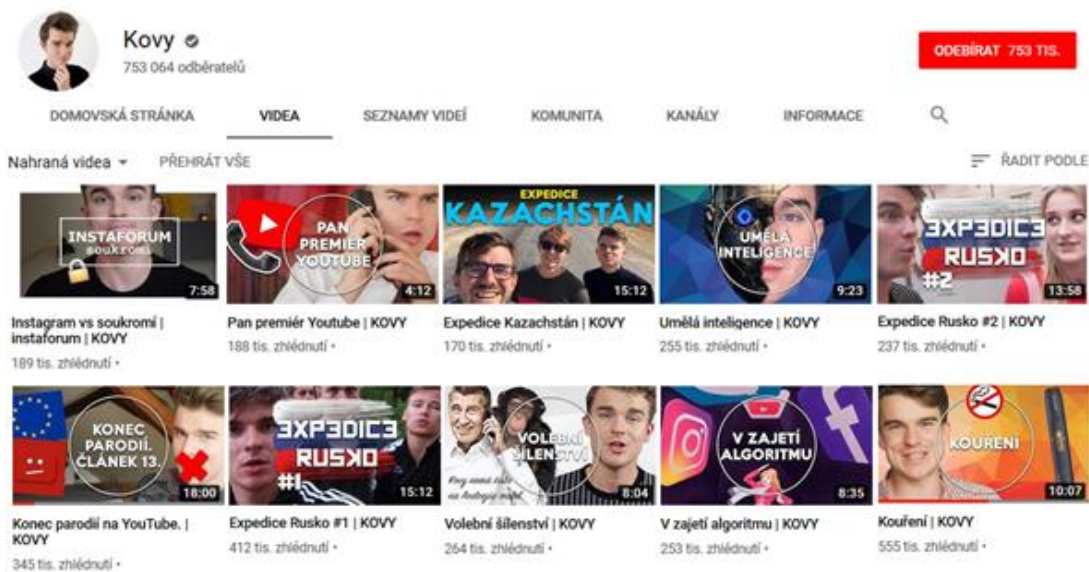 Kovy
753 064 odběratelů
ODEBÍRAT 753 TIS.
DOMOVSKÁ STRÁNKA VIDEA SEZNAMY VIDEÍ KOMUNITA KANÁLY INFORMACE
Nahraná videa PŘEHRÁT VŠE ŘADIT PODLE
INSTAFORUM
SOUKROMÍ
7:58
PAN
PREMIÉR
YOUTUBE
4:12
EXPEDICE
KAZACHSTÁN
15:12
UMĚLÁ
INTELIGENCE
9:23
3XP3DIC3
RUSKO
#2
13:58
Instagram vs soukromí |
instaforum | KOVY
189 tis. zhlédnutí •
Pan premiér Youtube | KOVY
188 tis. zhlédnutí •
Expedice Kazachstán | KOVY
170 tis. zhlédnutí •
Umělá inteligence | KOVY
255 tis. zhlédnutí •
Expedice Rusko #2 | KOVY
237 tis. zhlédnutí •
KONEC
PARODIÍ.
ČLÁNEK 13.
18:00
3XP3DIC3
RUSKO
#1
15:12
VOLEBNÍ
ŠÍLENSTVÍ
8:04
V ZAJETÍ
ALGORITMU
8:35
KOUŘENÍ
10:07
Konec parodií na YouTube. |
KOVY
345 tis. zhlédnutí •
Expedice Rusko #1 | KOVY
412 tis. zhlédnutí •
Volební šílenství | KOVY
264 tis. zhlédnutí •
V zajetí algoritmu | KOVY
253 tis. zhlédnutí •
Kouření | KOVY
555 tis. zhlédnutí •